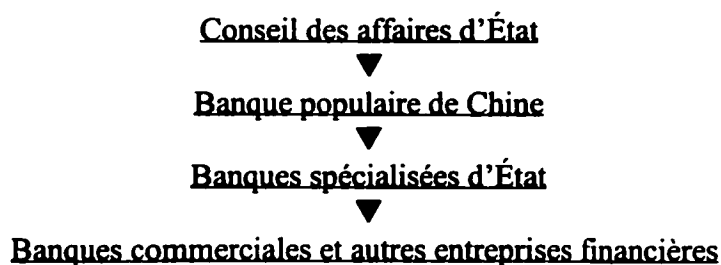 Conseil des affaires d'État
Banque populaire de Chine
Banques spécialisées d'État
Banques commerciales et autres entreprises financières